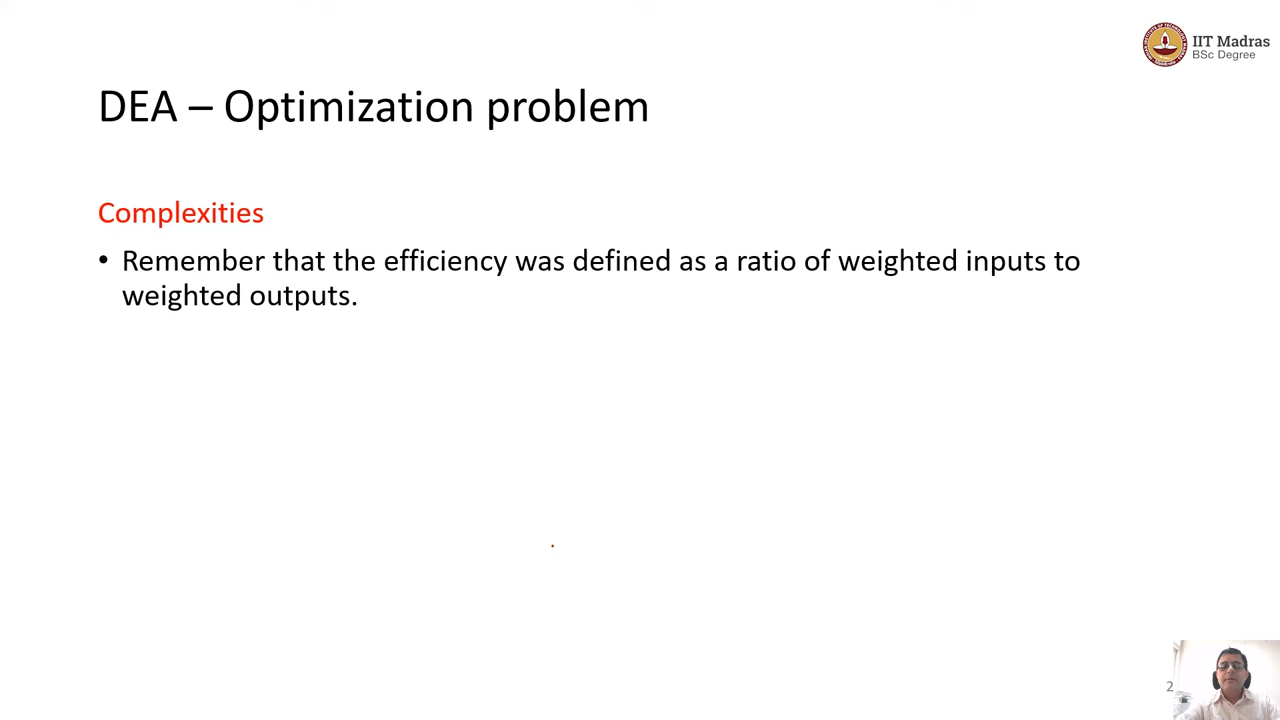 IIT Madras
BSc Degree
DEA – Optimization problem
Complexities
• Remember that the efficiency was defined as a ratio of weighted inputs to
weighted outputs.
2